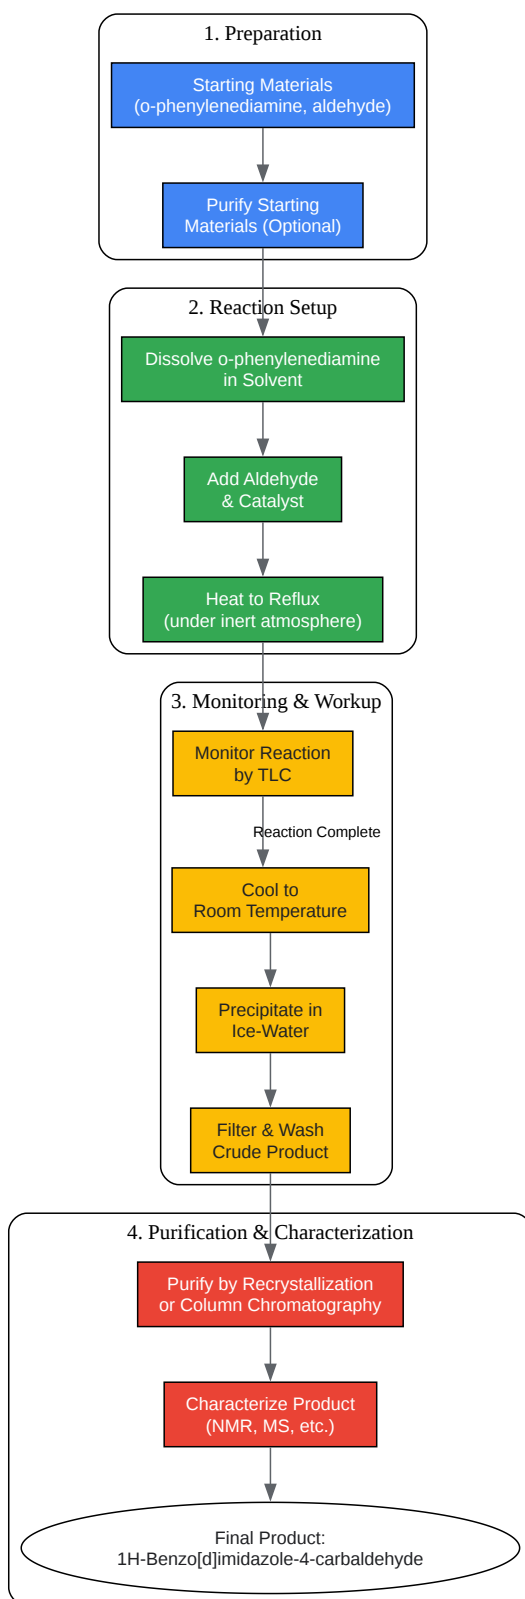 1. Preparation
Starting Materials
(o-phenylenediamine, aldehyde)
Purify Starting
Materials (Optional)
2. Reaction Setup
Dissolve o-phenylenediamine
in Solvent
Add Aldehyde
& Catalyst
Heat to Reflux
(under inert atmosphere)
3. Monitoring & Workup
Monitor Reaction
by TLC
Reaction Complete
Cool to
Room Temperature
Precipitate in
Ice-Water
Filter & Wash
Crude Product
4. Purification & Characterization
Purify by Recrystallization
or Column Chromatography
Characterize Product
(NMR, MS, etc.)
Final Product:
1H-Benzo[d]imidazole-4-carbaldehyde